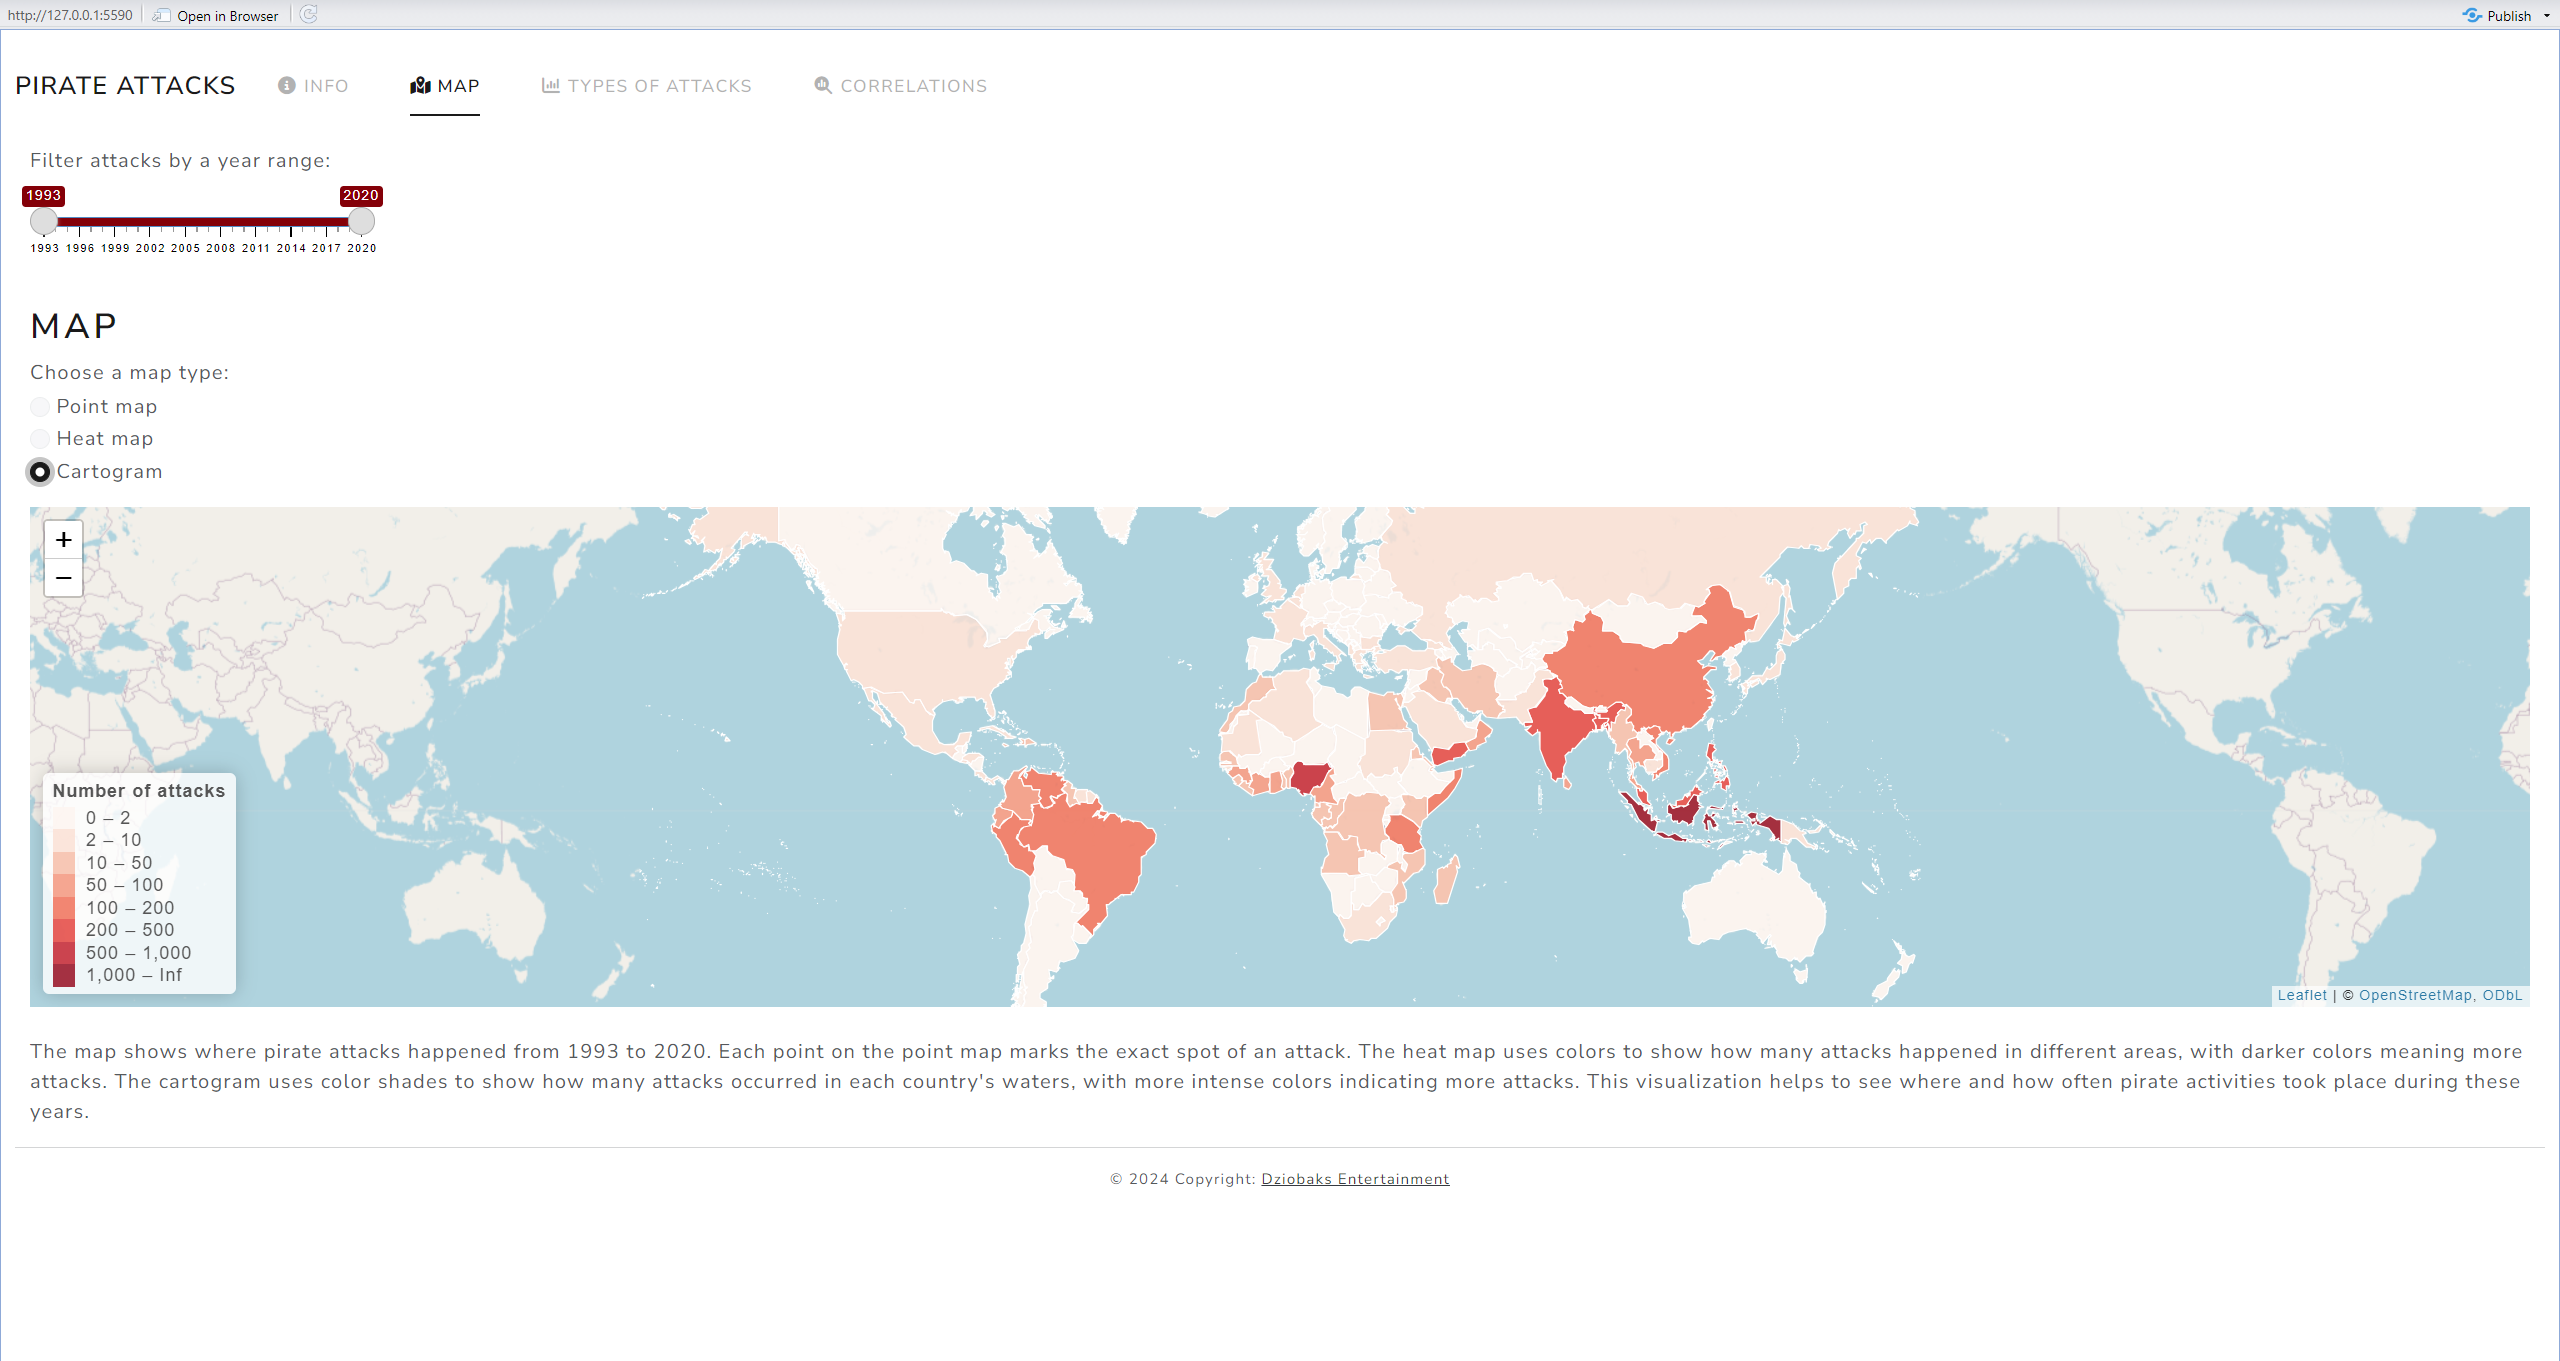 http://127.0.0.1:5590 Open in Browser Publish
PIRATE ATTACKS INFO MAP TYPES OF ATTACKS CORRELATIONS
Filter attacks by a year range:
1993 2020
1993 1996 1999 2002 2005 2008 2011 2014 2017 2020
MAP
Choose a map type:
Point map
Heat map
Cartogram
+
−
Number of attacks
0 – 2
2 – 10
10 – 50
50 – 100
100 – 200
200 – 500
500 – 1,000
1,000 – Inf
Leaflet | © OpenStreetMap, ODbL
The map shows where pirate attacks happened from 1993 to 2020. Each point on the point map marks the exact spot of an attack. The heat map uses colors to show how many attacks happened in different areas, with darker colors meaning more
attacks. The cartogram uses color shades to show how many attacks occurred in each country's waters, with more intense colors indicating more attacks. This visualization helps to see where and how often pirate activities took place during these
years.
© 2024 Copyright: Dziobaks Entertainment